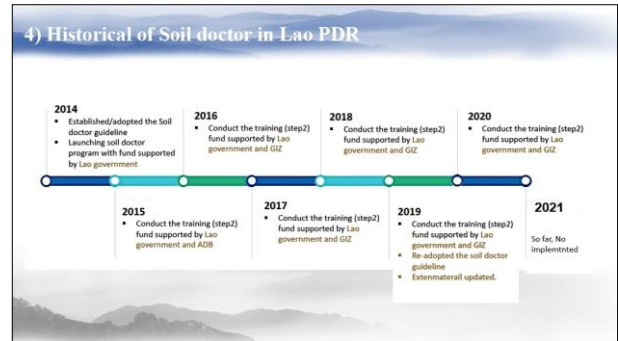 4) Historical of Soil doctor in Lao PDR
2014
▪ Established/adopted the Soil
doctor guideline
▪ Launching soil doctor
program with fund supported
by Lao government
2015
▪ Conduct the training (step2)
fund supported by Lao
government and ADB
2016
▪ Conduct the training (step2)
fund supported by Lao
government and GIZ
2017
▪ Conduct the training (step2)
fund supported by Lao
government and GIZ
2018
▪ Conduct the training (step2)
fund supported by Lao
government and GIZ
2019
▪ Conduct the training (step2)
fund supported by Lao
government and GIZ
▪ Re-adopted the soil doctor
guideline
▪ Extenmaterail updated.
2020
▪ Conduct the training (step2)
fund supported by Lao
government and GIZ
2021
So far, No
implemtnted